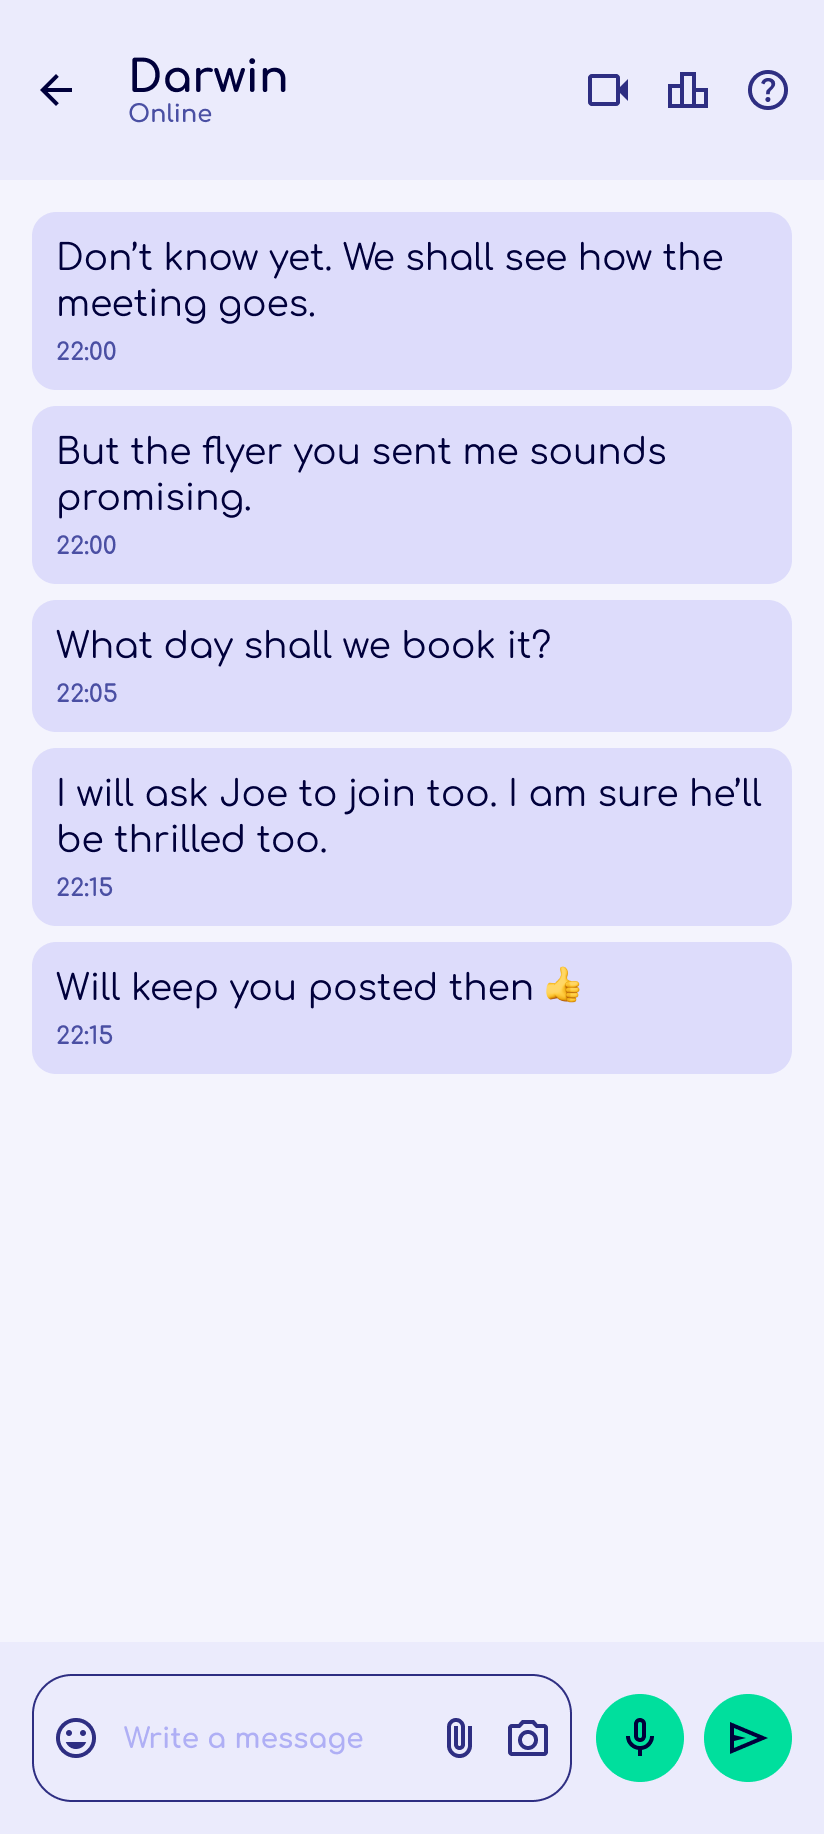 Darwin
Online
Don’t know yet. We shall see how the
meeting goes.
22:00
But the flyer you sent me sounds
promising.
22:00
What day shall we book it?
22:05
I will ask Joe to join too. I am sure he’ll
be thrilled too.
22:15
Will keep you posted then 👍
22:15
Write a message